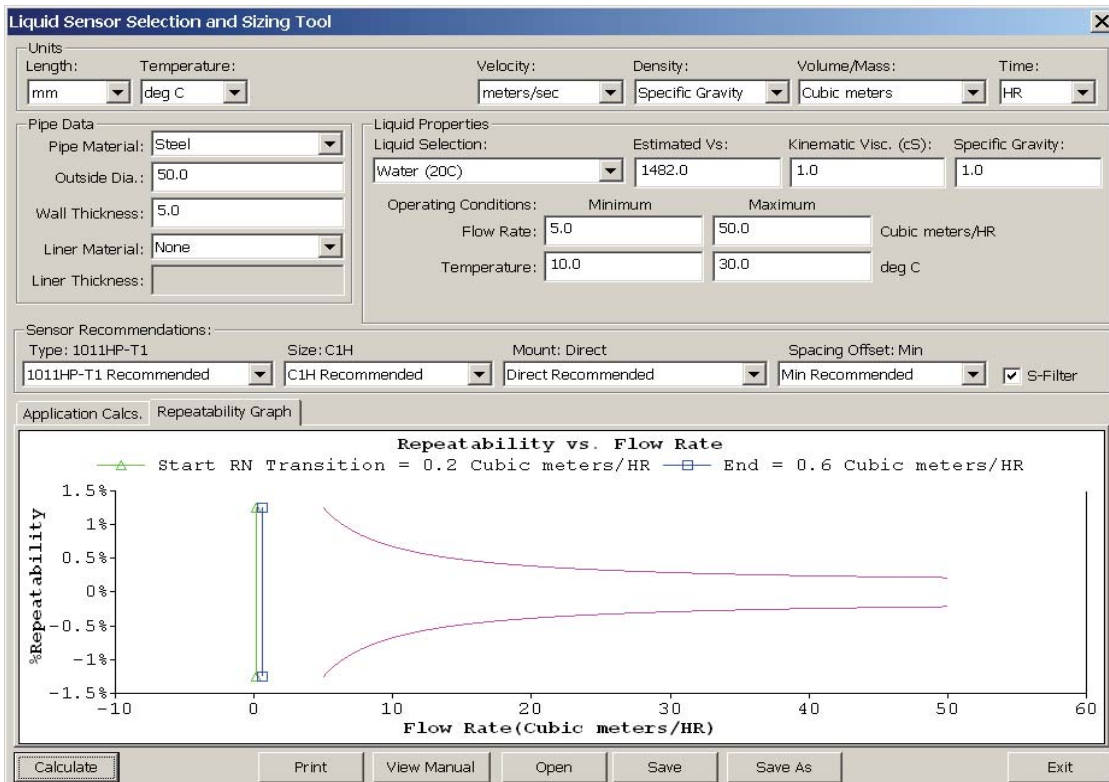 Liquid Sensor Selection and Sizing Tool
Units
Length: Temperature: Velocity: Density: Volume/Mass: Time:
mm deg C meters/sec Specific Gravity Cubic meters HR
Pipe Data
Pipe Material: Steel
Outside Dia.: 50.0
Wall Thickness: 5.0
Liner Material: None
Liner Thickness:
Liquid Properties
Liquid Selection: Estimated Vs: Kinematic Visc. (cS): Specific Gravity:
Water (20C) 1482.0 1.0 1.0
Operating Conditions: Minimum Maximum
Flow Rate: 5.0 50.0 Cubic meters/HR
Temperature: 10.0 30.0 deg C
Sensor Recommendations:
Type: 1011HP-T1 Size: C1H Mount: Direct Spacing Offset: Min
1011HP-T1 Recommended C1H Recommended Direct Recommended Min Recommended S-Filter
Application Calcs. Repeatability Graph
Repeatability vs. Flow Rate
Start RN Transition = 0.2 Cubic meters/HR End = 0.6 Cubic meters/HR
%Repeatability
1.5%
1%
0.5%
0%
-0.5%
-1%
-1.5%
-10 0 10 20 30 40 50 60
Flow Rate(Cubic meters/HR)
Calculate Print View Manual Open Save Save As Exit